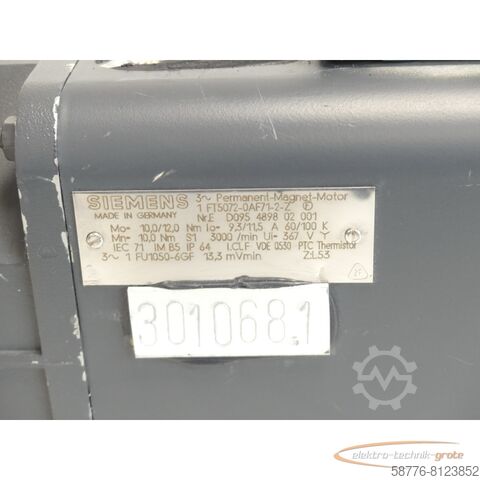 SIEMENS 3~ Permanent-Magnet-Motor
1 FT5072-0AF71-2-Z
MADE IN GERMANY Nr.E D095 4898 02 001
Mo= 10,0/12,0 Nm Io= 9,3/11,5 A 60/100 K
Mn= 10,0 Nm S1 3000 /min Ui= 367 V Y
IEC 71 IM B5 IP 64 I.CL.F VDE 0530 PTC Thermistor
3~ 1 FU1050-6GF 13,3 mVmin Z:L53
301068.1
elektro-technik-grote
58776-8123852